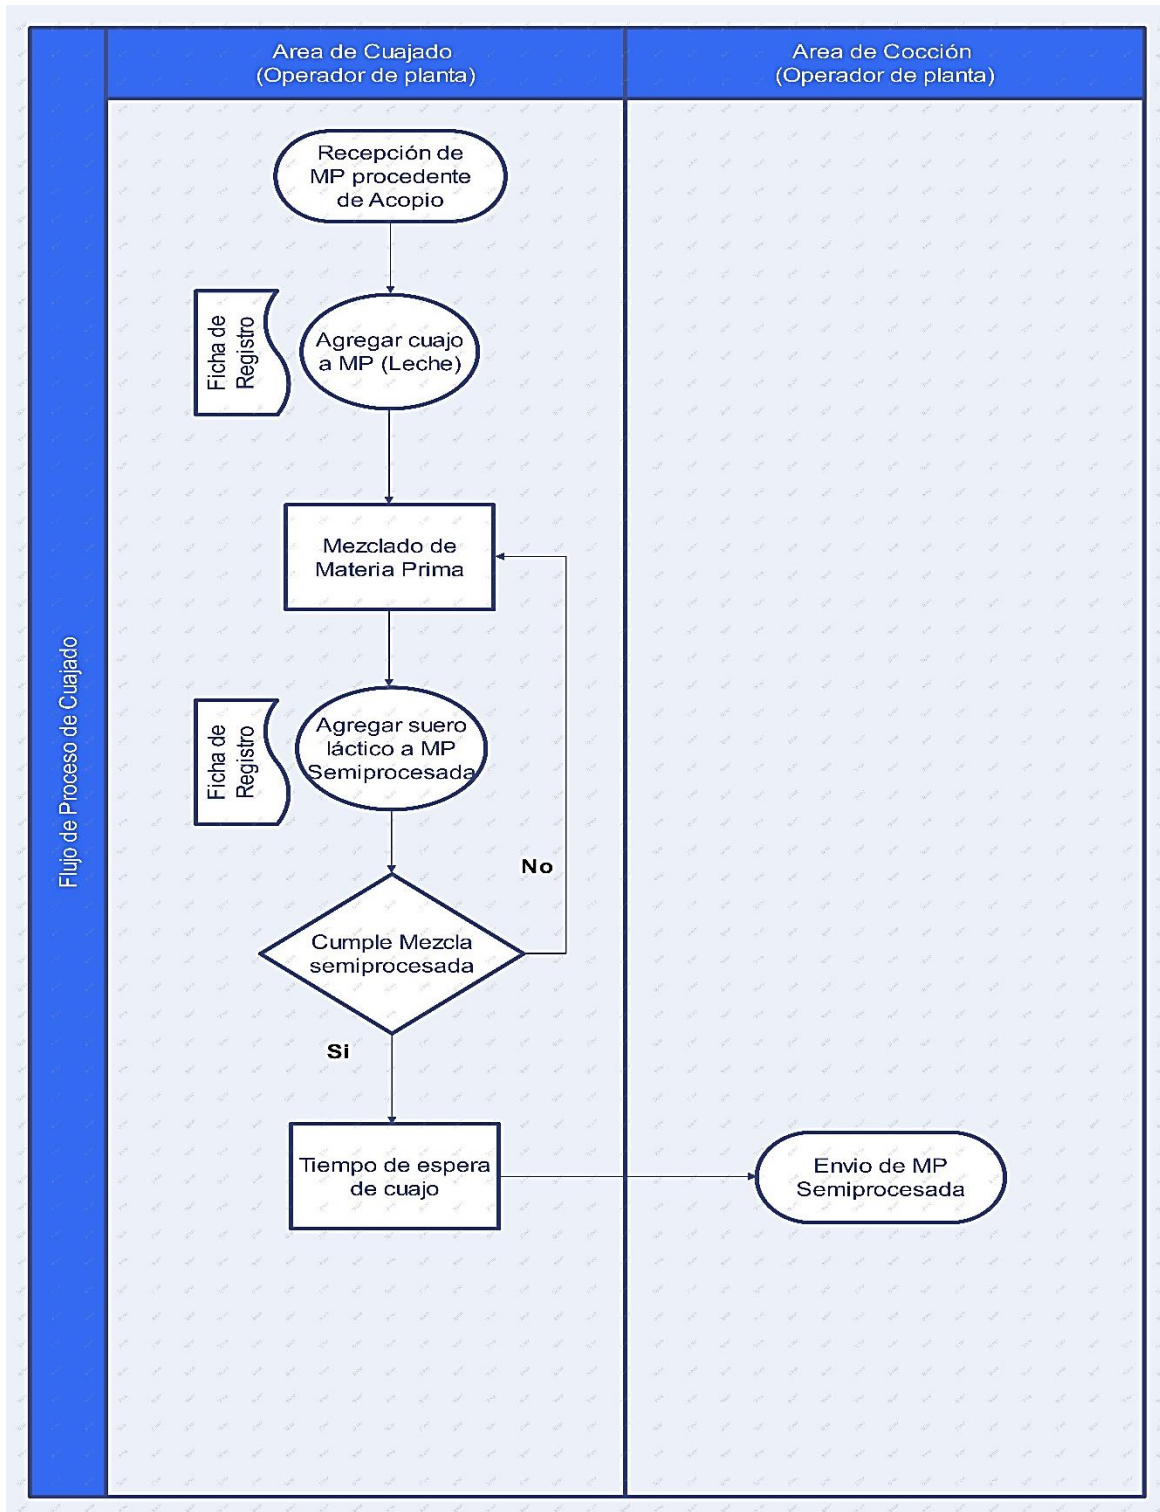 Area de Cuajado
(Operador de planta)
Area de Cocción
(Operador de planta)
Flujo de Proceso de Cuajado
Recepción de
MP procedente
de Acopio
Ficha de
Registro
Agregar cuajo
a MP (Leche)
Mezclado de
Materia Prima
Ficha de
Registro
Agregar suero
láctico a MP
Semiprocesada
No
Cumple Mezcla
semiprocesada
Si
Tiempo de espera
de cuajo
Envio de MP
Semiprocesada